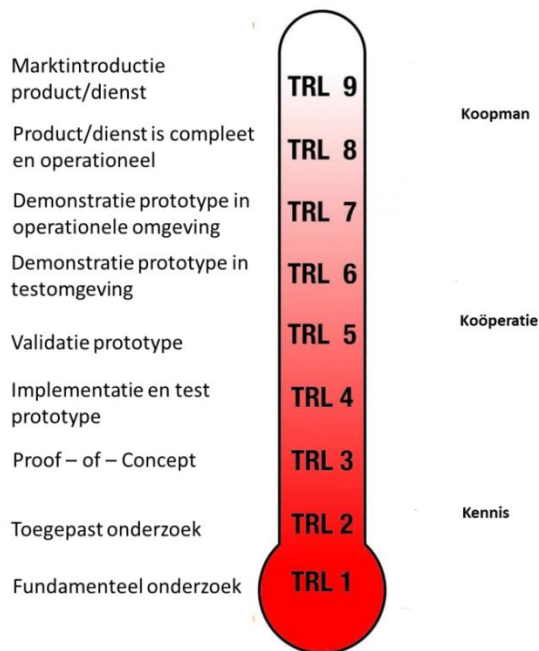 Marktintroductie
product/dienst
TRL 9
Koopman
Product/dienst is compleet
en operationeel
TRL 8
Demonstratie prototype in
operationele omgeving
TRL 7
Demonstratie prototype in
testomgeving
TRL 6
Validatie prototype
TRL 5
Koöperatie
Implementatie en test
prototype
TRL 4
Proof – of – Concept
TRL 3
Toegepast onderzoek
TRL 2
Kennis
Fundamenteel onderzoek
TRL 1